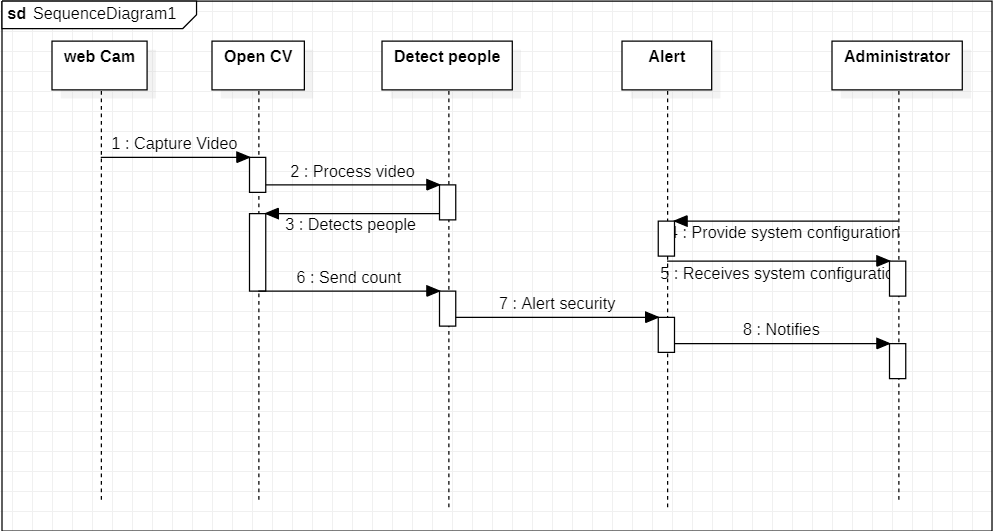 sd SequenceDiagram1
web Cam
Open CV
Detect people
Alert
Administrator
1 : Capture Video
2 : Process video
3 : Detects people
4 : Provide system configuration
5 : Receives system configuratio
6 : Send count
7 : Alert security
8 : Notifies